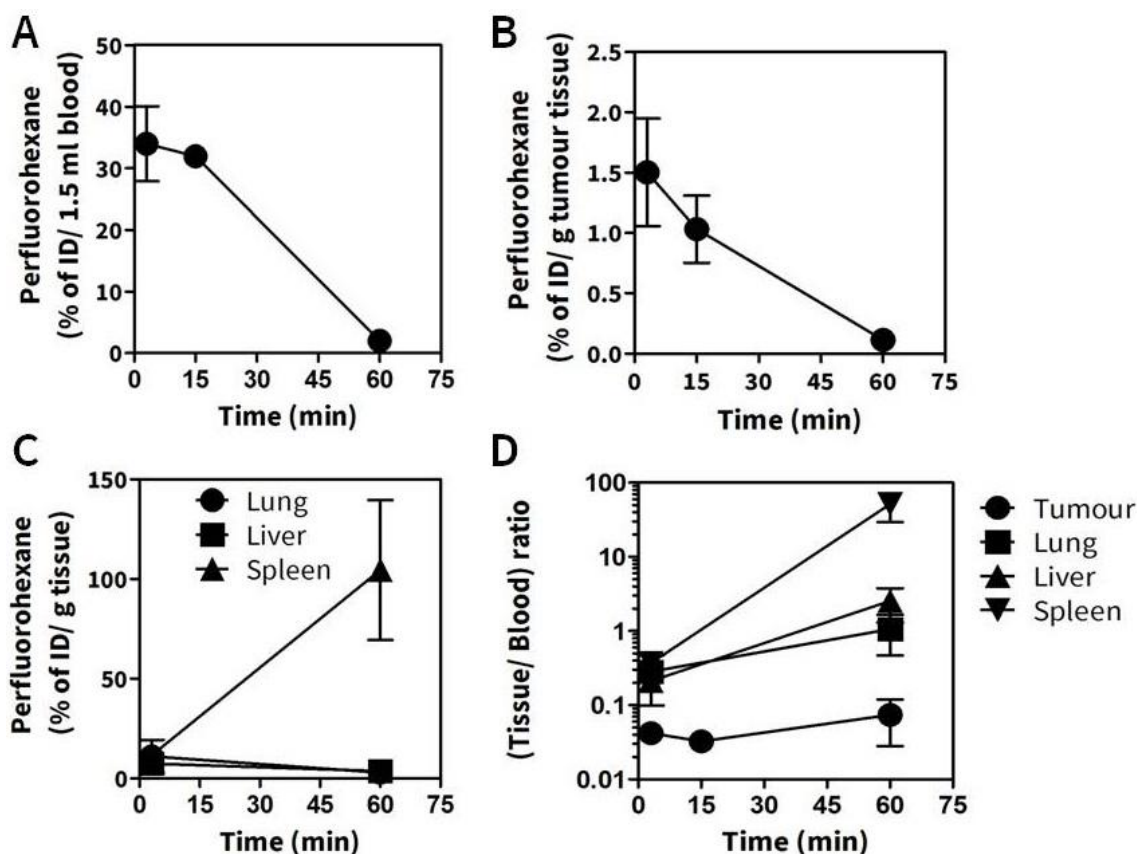 A
Perfluorohexane
(% of ID/ 1.5 ml blood)
50
40
30
20
10
0
0 15 30 45 60 75
Time (min)
B
Perfluorohexane
(% of ID/ g tumour tissue)
2.5
2.0
1.5
1.0
0.5
0.0
0 15 30 45 60 75
Time (min)
C
Perfluorohexane
(% of ID/ g tissue)
150
100
50
0
Lung
Liver
Spleen
0 15 30 45 60 75
Time (min)
D
(Tissue/ Blood) ratio
100
10
1
0.1
0.01
0 15 30 45 60 75
Time (min)
Tumour
Lung
Liver
Spleen